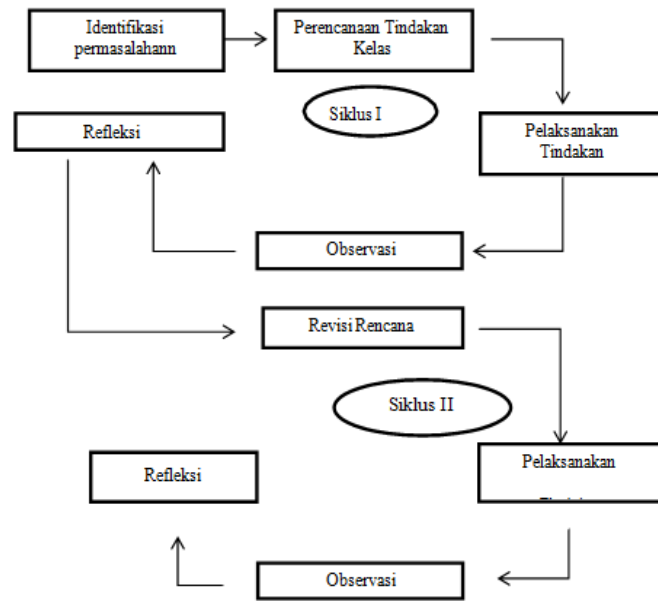 Identifikasi
permasalahann
Perencanaan Tindakan
Kelas
Siklus I
Refleksi
Pelaksanakan
Tindakan
Observasi
Revisi Rencana
Siklus II
Refleksi
Pelaksanakan
Observasi